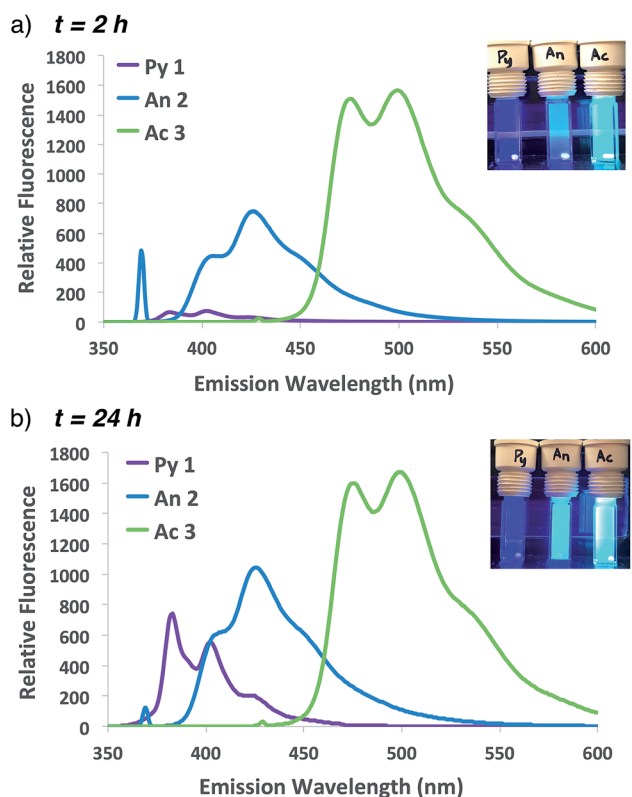 a) t = 2 h
1800
1600
1400
1200
1000
800
600
400
200
0
Relative Fluorescence
Py 1
An 2
Ac 3
Py An Ac
350 400 450 500 550 600
Emission Wavelength (nm)
b) t = 24 h
1800
1600
1400
1200
1000
800
600
400
200
0
Relative Fluorescence
Py 1
An 2
Ac 3
Py An Ac
350 400 450 500 550 600
Emission Wavelength (nm)